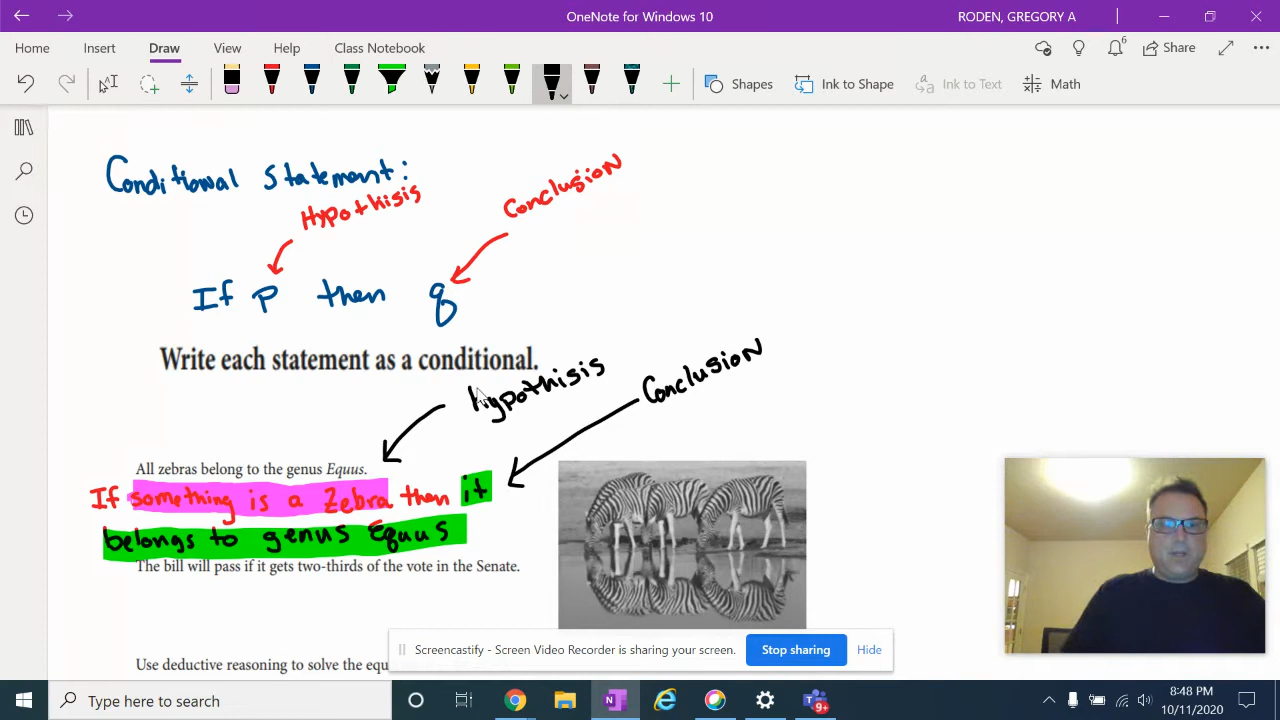 OneNote for Windows 10
RODEN, GREGORY A
Home Insert Draw View Help Class Notebook
6
Share
Shapes Ink to Shape Ink to Text Math
Conditional Statement:
Hypothisis
Conclusion
If P then q
Write each statement as a conditional.
Hypothisis
Conclusion
All zebras belong to the genus Equus.
If something is a Zebra then it
belongs to genus Equus
The bill will pass if it gets two-thirds of the vote in the Senate.
Screencastify - Screen Video Recorder is sharing your screen. Stop sharing Hide
Use deductive reasoning to solve the equ
Type here to search
9+
8:48 PM
10/11/2020